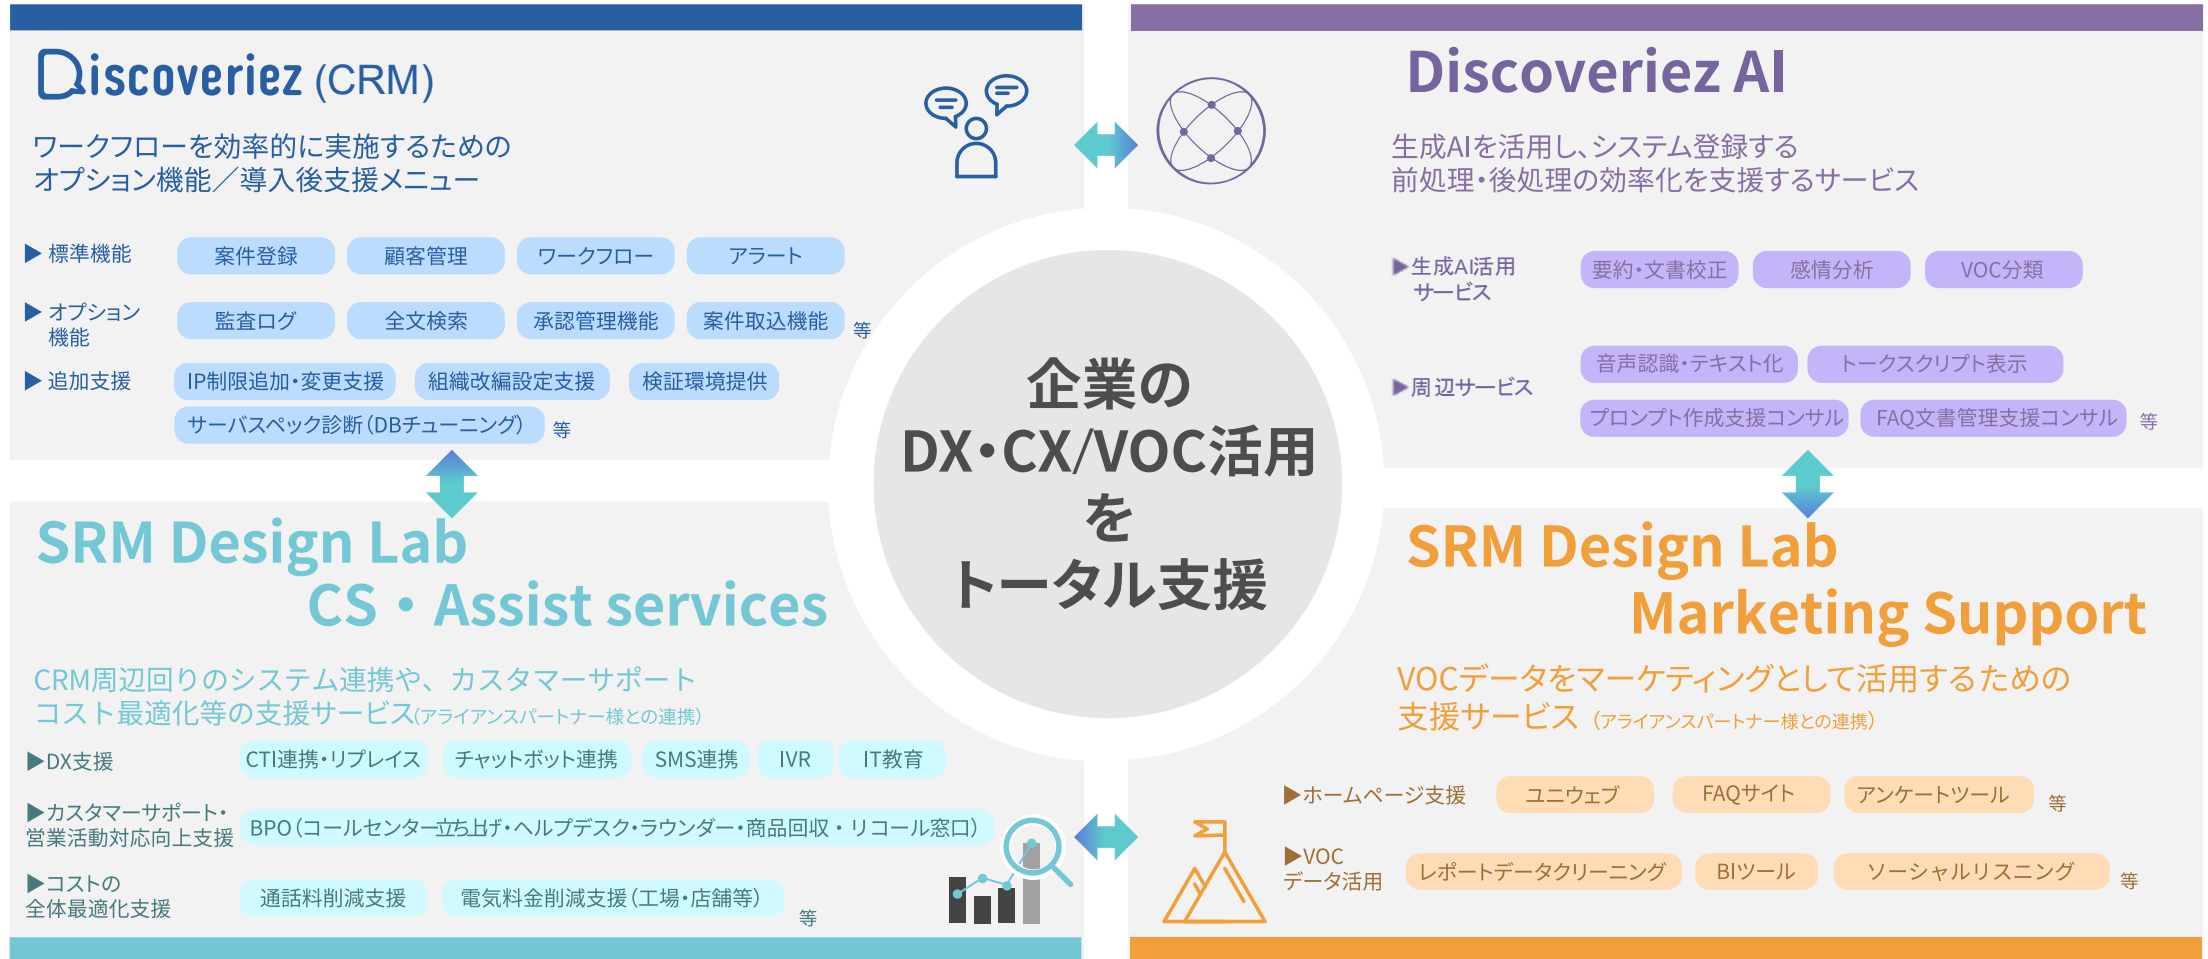 Discoveriez (CRM)
ワークフローを効率的に実施するための
オプション機能／導入後支援メニュー
▶ 標準機能
案件登録 顧客管理 ワークフロー アラート
▶ オプション
機能
監査ログ 全文検索 承認管理機能 案件取込機能 等
▶ 追加支援
IP制限追加・変更支援 組織改編設定支援 検証環境提供
サーバスペック診断（DBチューニング） 等
Discoveriez AI
生成AIを活用し、システム登録する
前処理・後処理の効率化を支援するサービス
▶生成AI活用
サービス
要約・文書校正 感情分析 VOC分類
▶周辺サービス
音声認識・テキスト化 トークスクリプト表示
プロンプト作成支援コンサル FAQ文書管理支援コンサル 等
企業の
DX・CX/VOC活用
を
トータル支援
SRM Design Lab
CS・Assist services
CRM周辺回りのシステム連携や、カスタマーサポート
コスト最適化等の支援サービス（アライアンスパートナー様との連携）
▶DX支援
CTI連携・リプレイス チャットボット連携 SMS連携 IVR IT教育
▶カスタマーサポート・
営業活動対応向上支援
BPO（コールセンター立ち上げ・ヘルプデスク・ラウンダー・商品回収・リコール窓口）
▶コストの
全体最適化支援
通話料削減支援 電気料金削減支援（工場・店舗等） 等
SRM Design Lab
Marketing Support
VOCデータをマーケティングとして活用するための
支援サービス（アライアンスパートナー様との連携）
▶ホームページ支援
ユニウェブ FAQサイト アンケートツール 等
▶VOC
データ活用
レポートデータクリーニング BIツール ソーシャルリスニング 等